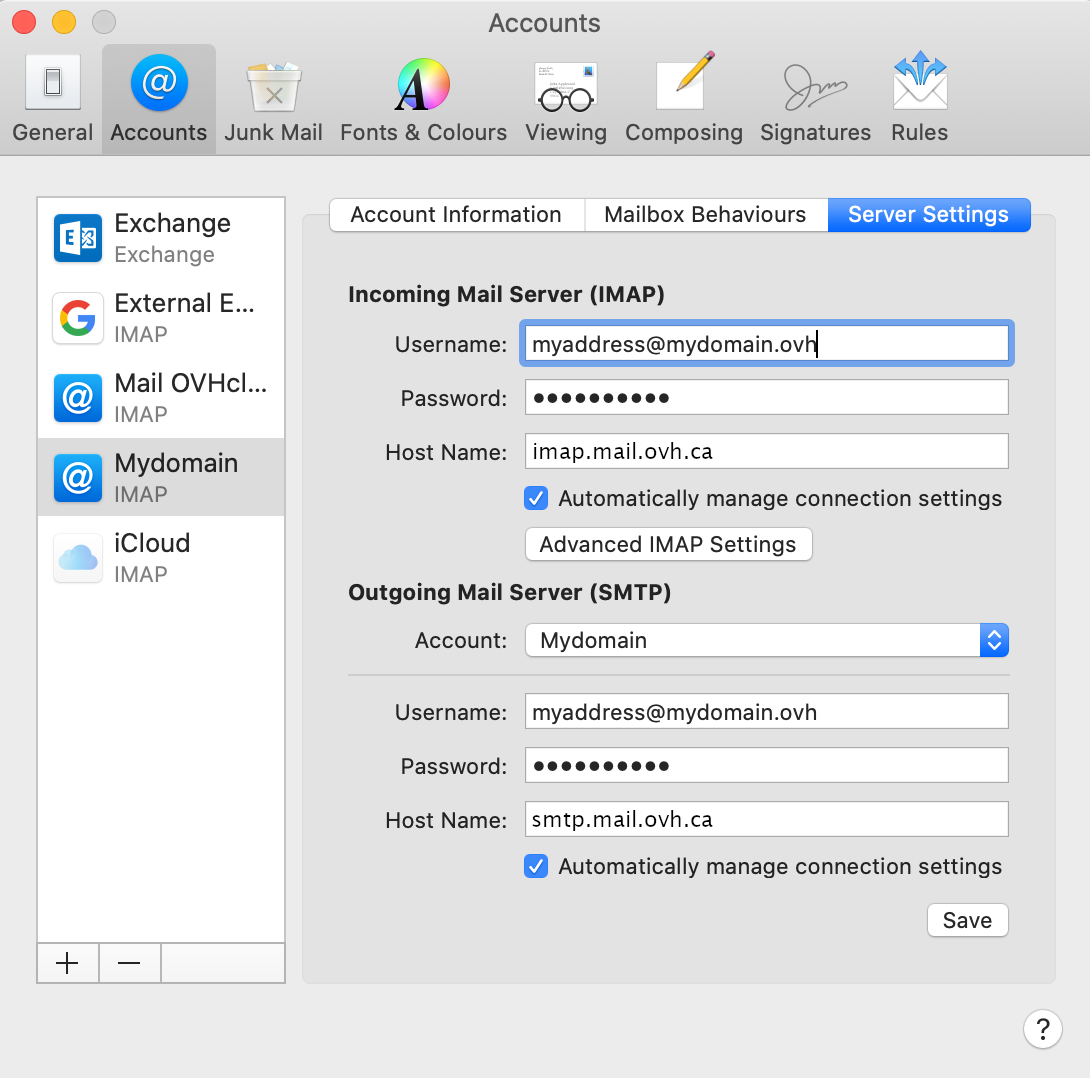 Accounts
General Accounts Junk Mail Fonts & Colours Viewing Composing Signatures Rules
Exchange
Exchange
External E...
IMAP
Mail OVHcl...
IMAP
Mydomain
IMAP
iCloud
IMAP
Account Information Mailbox Behaviours Server Settings
Incoming Mail Server (IMAP)
Username: myaddress@mydomain.ovh
Password: ••••••••••
Host Name: imap.mail.ovh.ca
Automatically manage connection settings
Advanced IMAP Settings
Outgoing Mail Server (SMTP)
Account: Mydomain
Username: myaddress@mydomain.ovh
Password: ••••••••••
Host Name: smtp.mail.ovh.ca
Automatically manage connection settings
Save
?